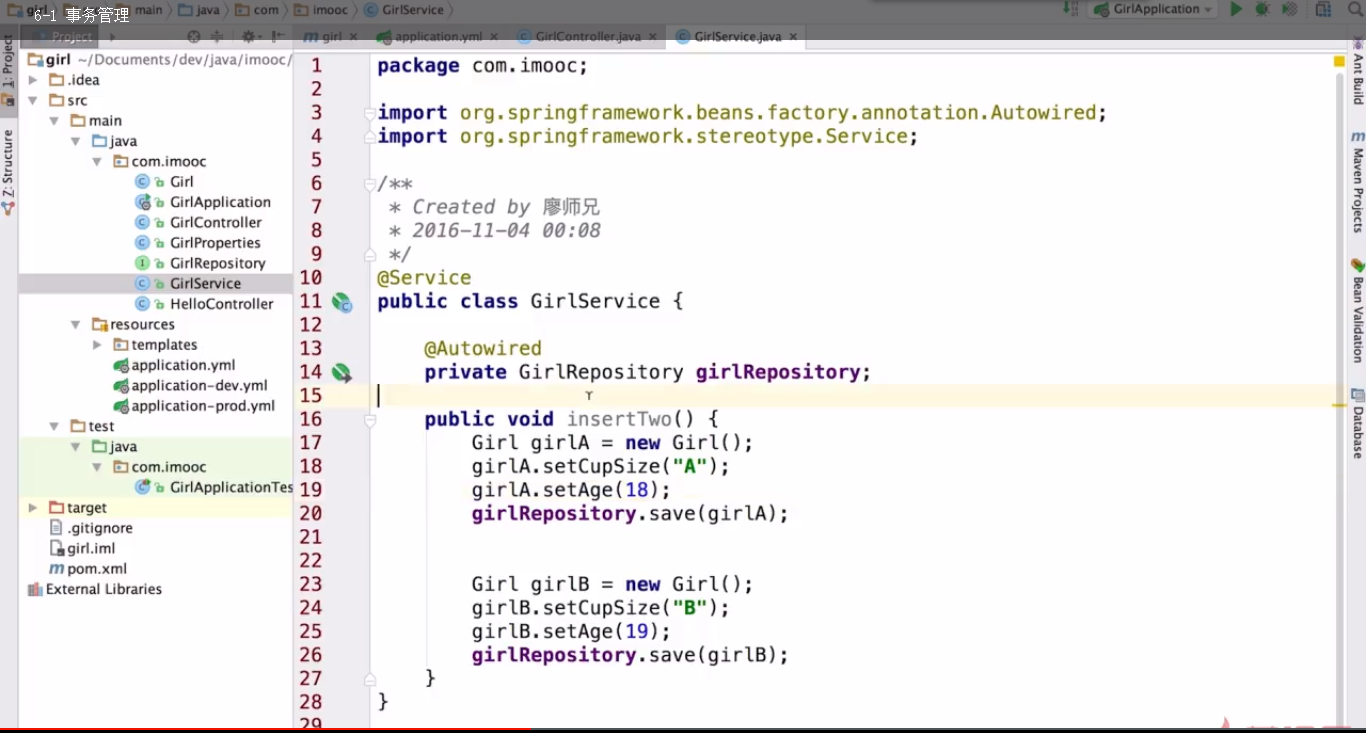 girl main java com imooc GirlService
6-1 事务管理
GirlApplication
Project
girl application.yml GirlController.java GirlService.java
1: Project
Z: Structure
girl ~/Documents/dev/java/imooc/
.idea
src
main
java
com.imooc
Girl
GirlApplication
GirlController
GirlProperties
GirlRepository
GirlService
HelloController
resources
templates
application.yml
application-dev.yml
application-prod.yml
test
java
com.imooc
GirlApplicationTes
target
.gitignore
girl.iml
pom.xml
External Libraries
1 package com.imooc;
2
3 import org.springframework.beans.factory.annotation.Autowired;
4 import org.springframework.stereotype.Service;
5
6 /**
7 * Created by 廖师兄
8 * 2016-11-04 00:08
9 */
10 @Service
11 public class GirlService {
12
13 @Autowired
14 private GirlRepository girlRepository;
15
16 public void insertTwo() {
17 Girl girlA = new Girl();
18 girlA.setCupSize("A");
19 girlA.setAge(18);
20 girlRepository.save(girlA);
21
22
23 Girl girlB = new Girl();
24 girlB.setCupSize("B");
25 girlB.setAge(19);
26 girlRepository.save(girlB);
27 }
28 }
29
Ant Build
Maven Projects
Bean Validation
Database